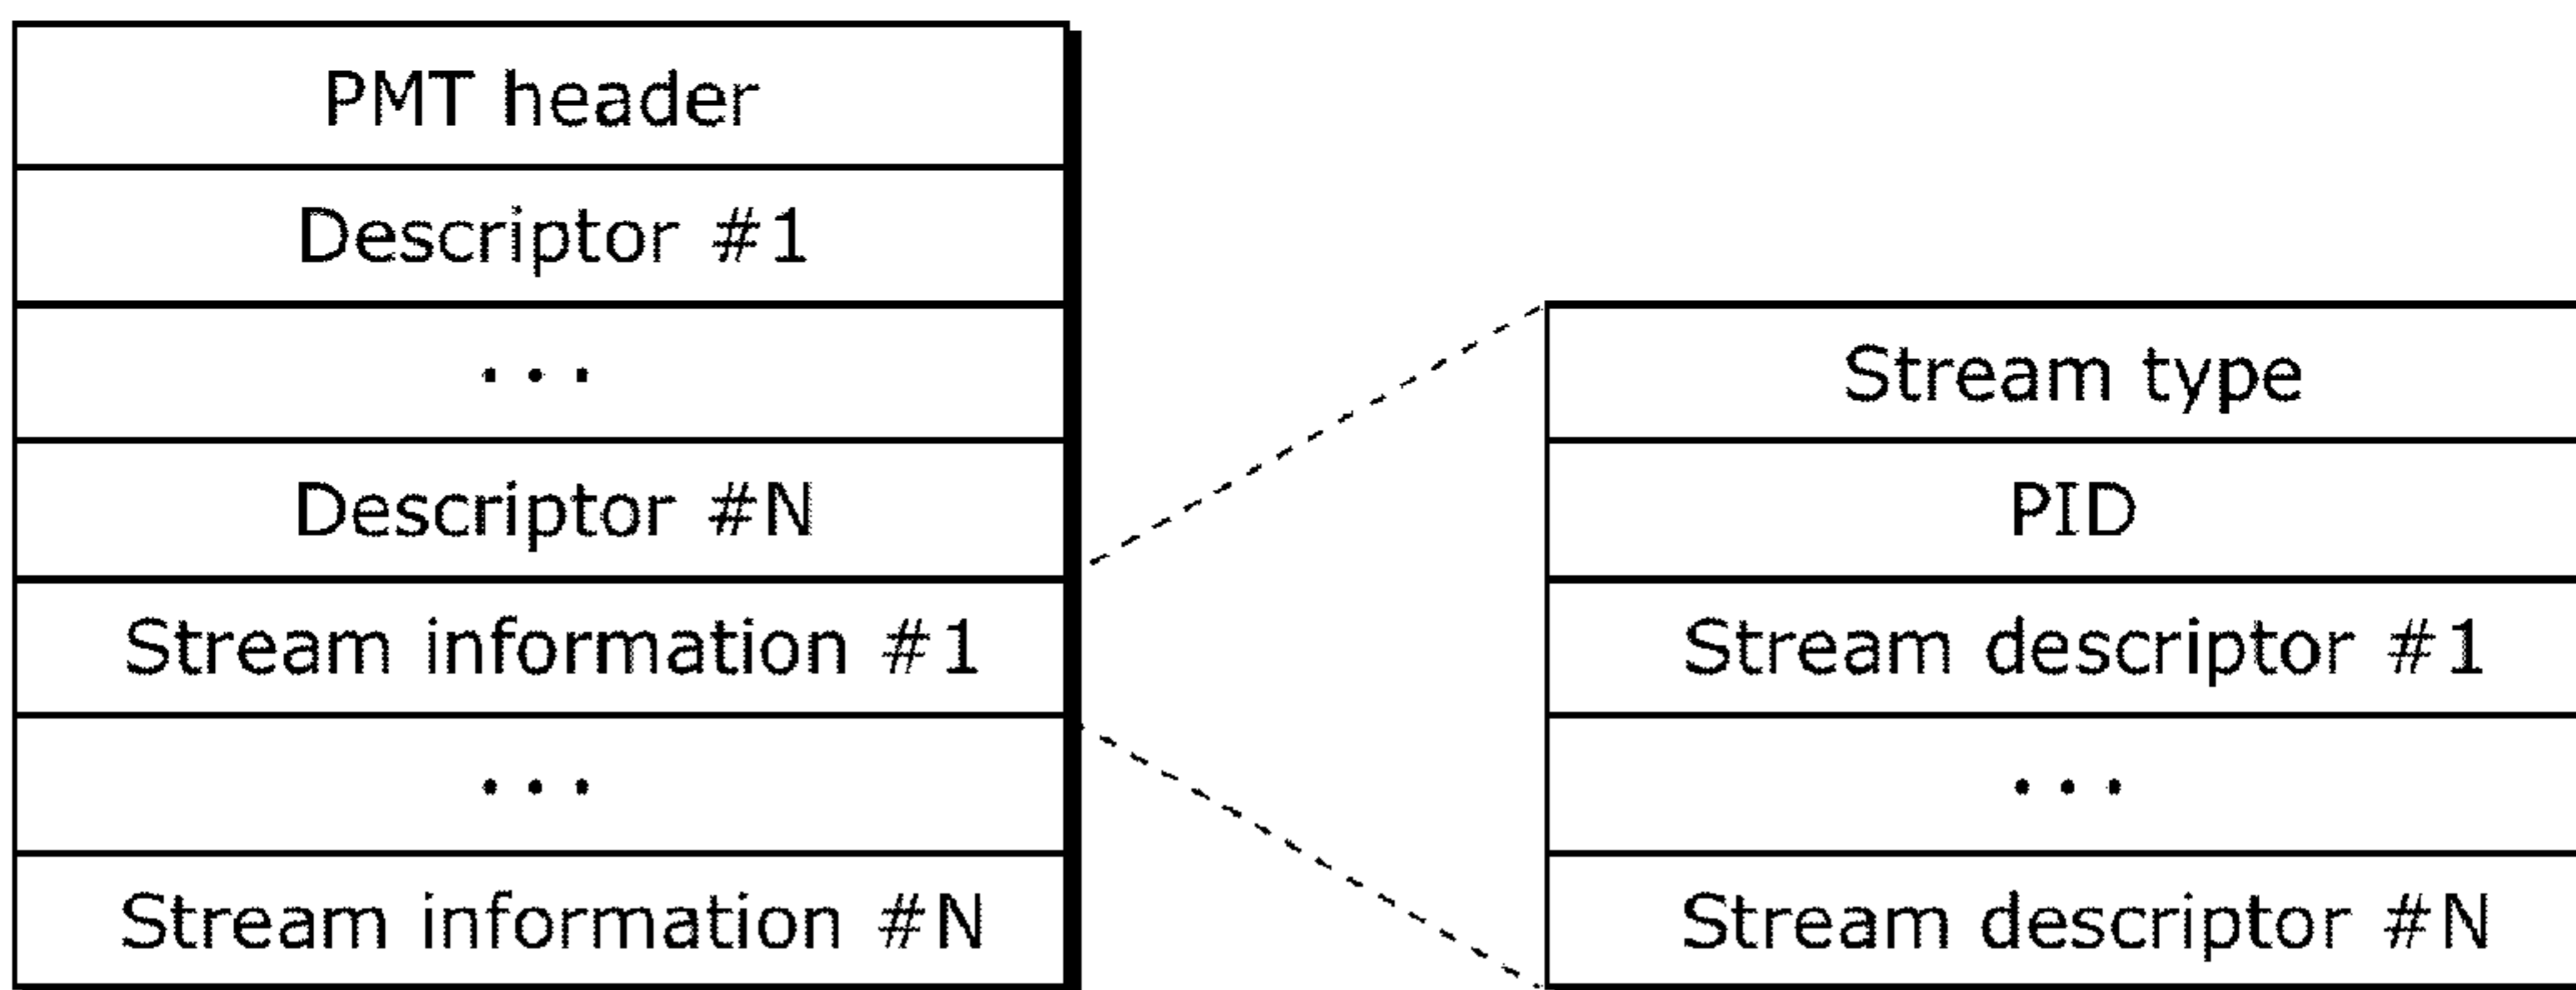 PMT header
Descriptor #1
...
Descriptor #N
Stream information #1
...
Stream information #N
Stream type
PID
Stream descriptor #1
...
Stream descriptor #N